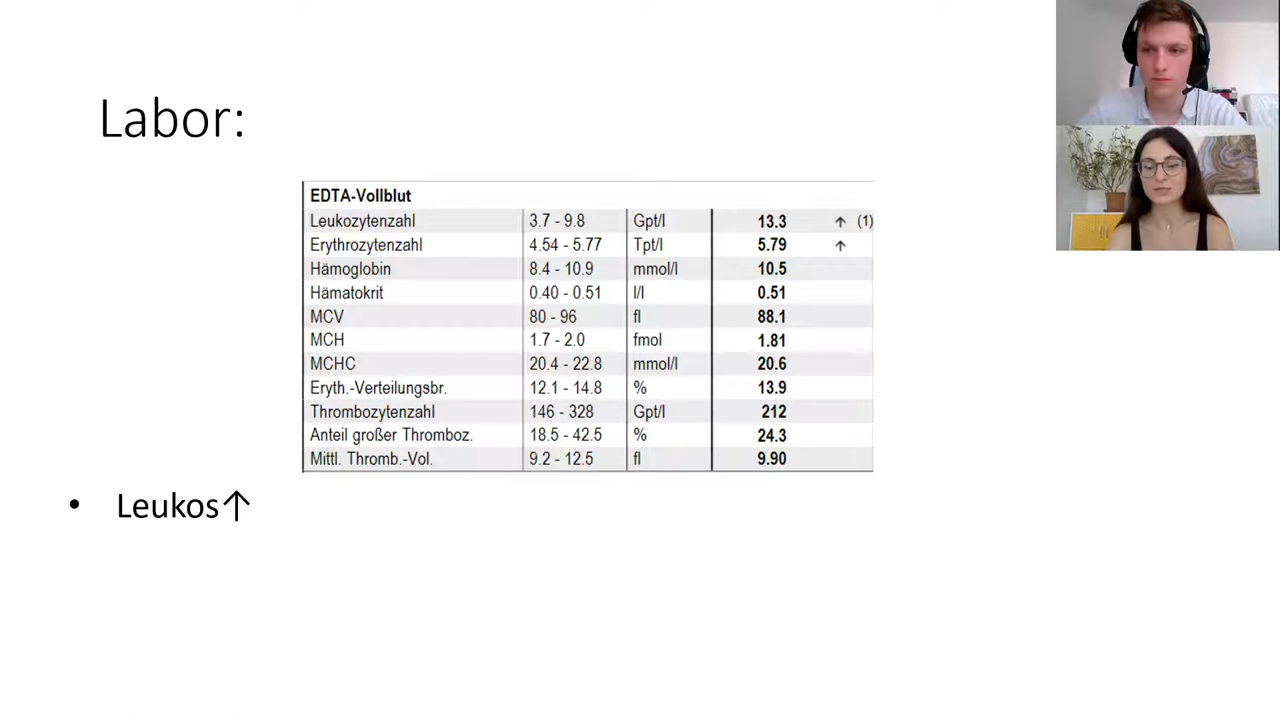 Labor:
EDTA-Vollblut
Leukozytenzahl 3.7 - 9.8 Gpt/l 13.3 ↑ (1)
Erythrozytenzahl 4.54 - 5.77 Tpt/l 5.79 ↑
Hämoglobin 8.4 - 10.9 mmol/l 10.5
Hämatokrit 0.40 - 0.51 l/l 0.51
MCV 80 - 96 fl 88.1
MCH 1.7 - 2.0 fmol 1.81
MCHC 20.4 - 22.8 mmol/l 20.6
Eryth.-Verteilungsbr. 12.1 - 14.8 % 13.9
Thrombozytenzahl 146 - 328 Gpt/l 212
Anteil großer Thromboz. 18.5 - 42.5 % 24.3
Mittl. Thromb.-Vol. 9.2 - 12.5 fl 9.90
• Leukos↑